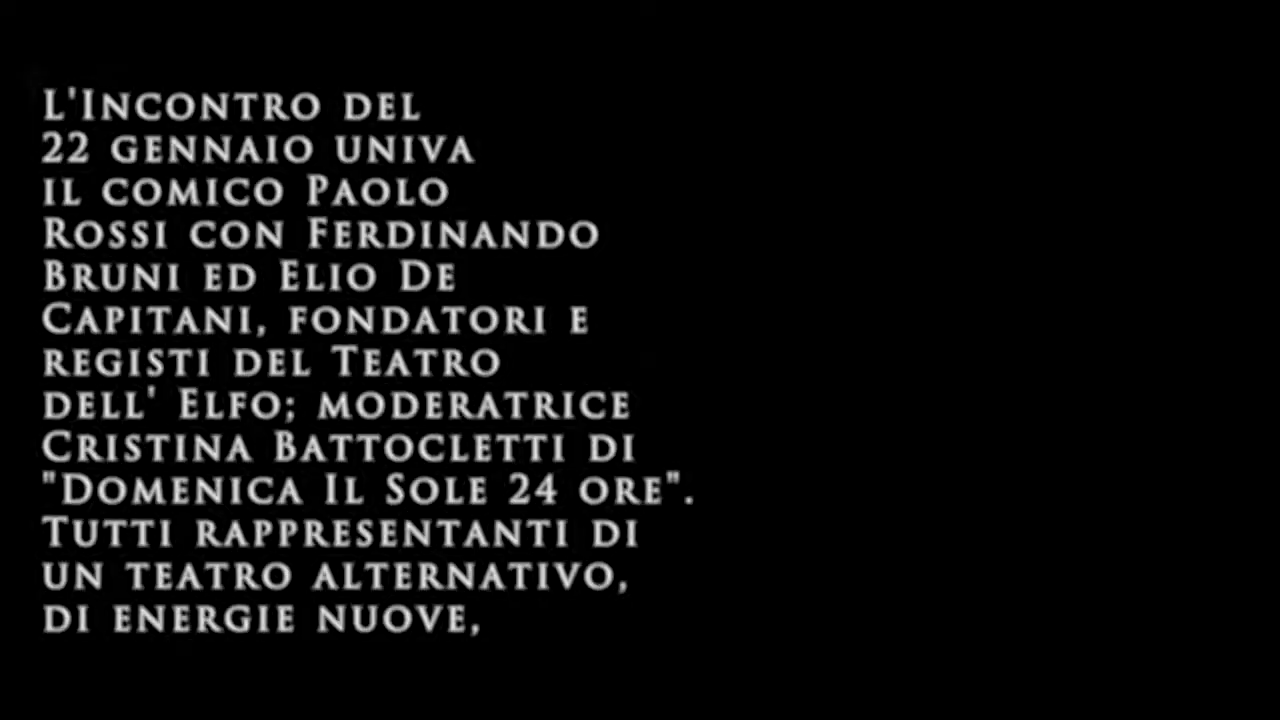 L'Incontro del
22 gennaio univa
il comico Paolo
Rossi con Ferdinando
Bruni ed Elio De
Capitani, fondatori e
registi del Teatro
dell' Elfo; moderatrice
Cristina Battocletti di
"Domenica Il Sole 24 ore".
Tutti rappresentanti di
un teatro alternativo,
di energie nuove,